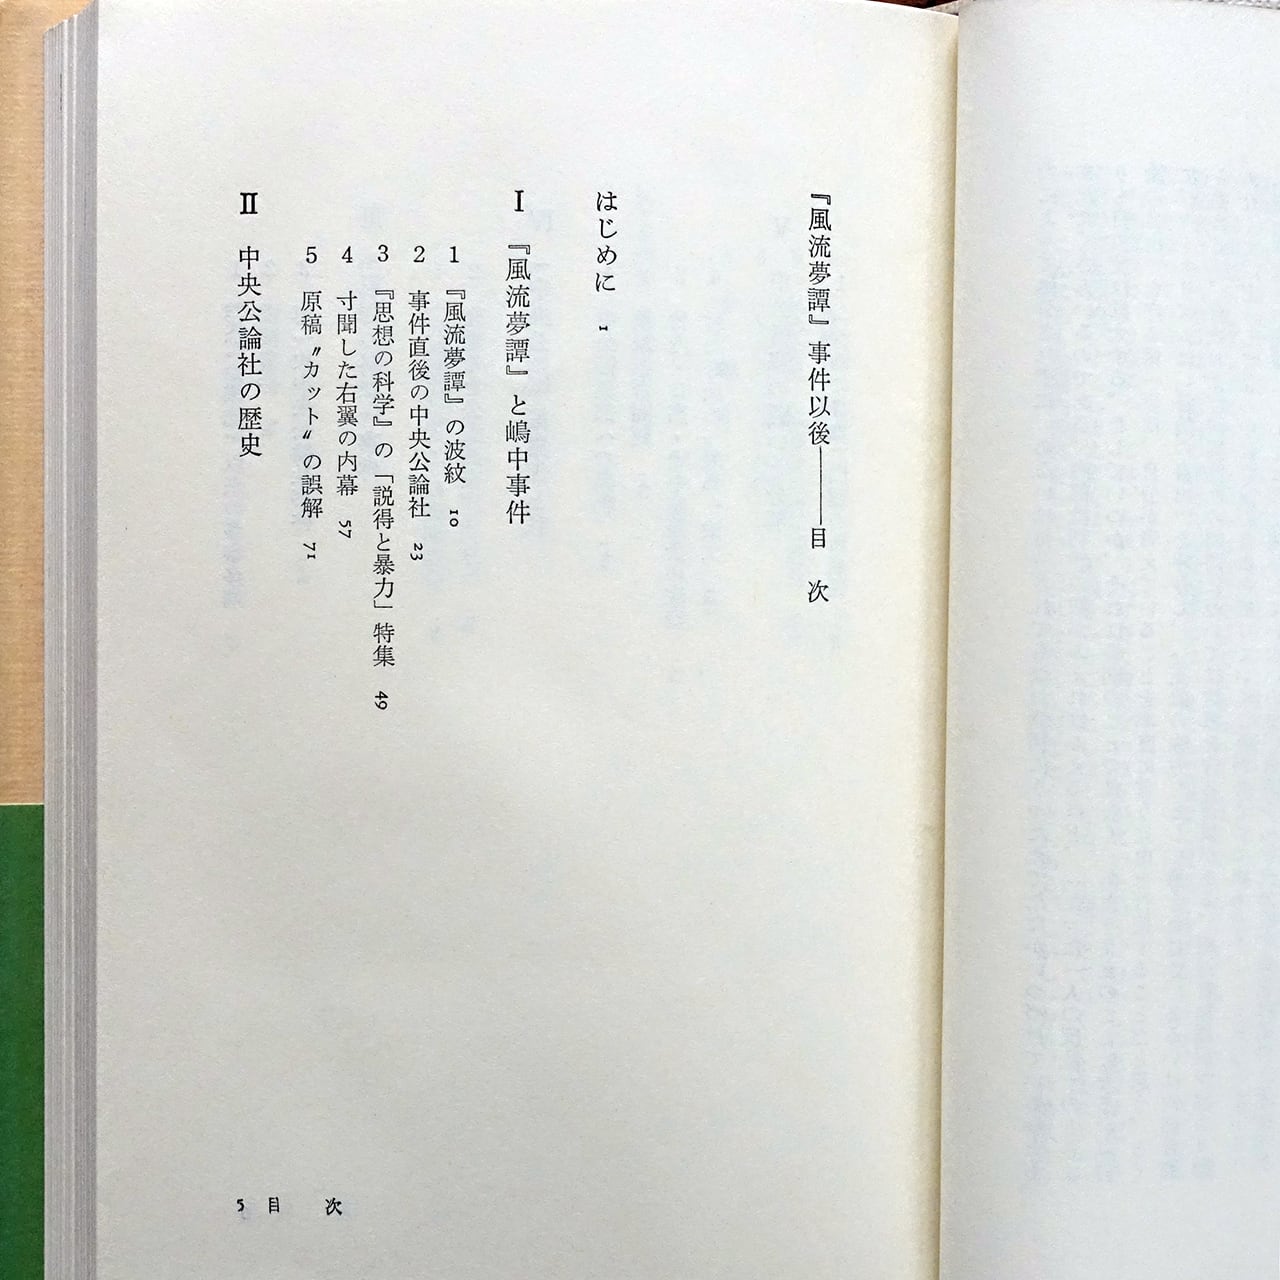 『風流夢譚』事件以後――目　次
はじめに　1
Ⅰ　『風流夢譚』と嶋中事件
1　『風流夢譚』の波紋　10
2　事件直後の中央公論社　23
3　『思想の科学』の「説得と暴力」特集　49
4　寸聞した右翼の内幕　57
5　原稿〝カット〟の誤解　71
Ⅱ　中央公論社の歴史
5　目　次